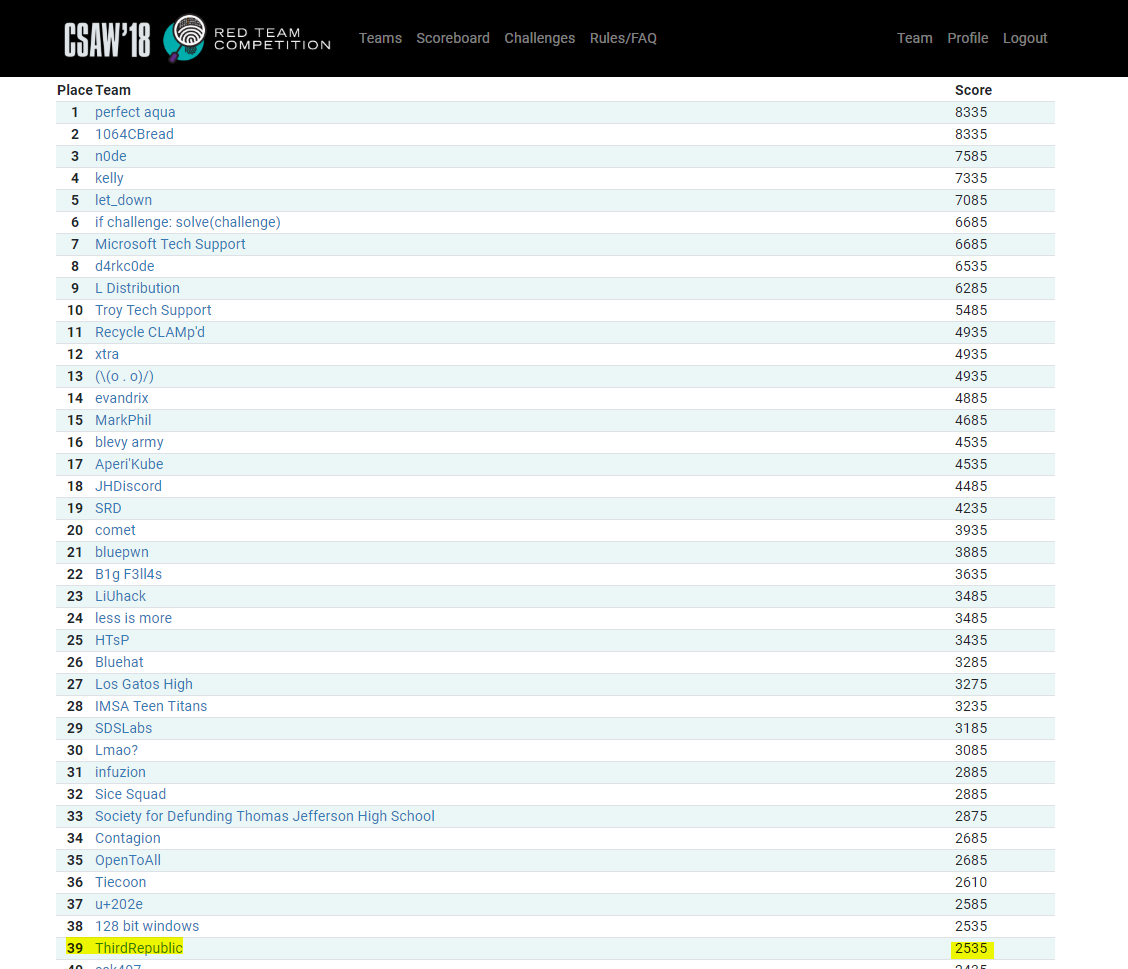 CSAW'18 RED TEAM COMPETITION Teams Scoreboard Challenges Rules/FAQ Team Profile Logout
Place Team Score
1 perfect aqua 8335
2 1064CBread 8335
3 n0de 7585
4 kelly 7335
5 let_down 7085
6 if challenge: solve(challenge) 6685
7 Microsoft Tech Support 6685
8 d4rkc0de 6535
9 L Distribution 6285
10 Troy Tech Support 5485
11 Recycle CLAMp'd 4935
12 xtra 4935
13 (\(o . o)/) 4935
14 evandrix 4885
15 MarkPhil 4685
16 blevy army 4535
17 Aperi'Kube 4535
18 JHDiscord 4485
19 SRD 4235
20 comet 3935
21 bluepwn 3885
22 B1g F3ll4s 3635
23 LiUhack 3485
24 less is more 3485
25 HTsP 3435
26 Bluehat 3285
27 Los Gatos High 3275
28 IMSA Teen Titans 3235
29 SDSLabs 3185
30 Lmao? 3085
31 infuzion 2885
32 Sice Squad 2885
33 Society for Defunding Thomas Jefferson High School 2875
34 Contagion 2685
35 OpenToAll 2685
36 Tiecoon 2610
37 u+202e 2585
38 128 bit windows 2535
39 ThirdRepublic 2535